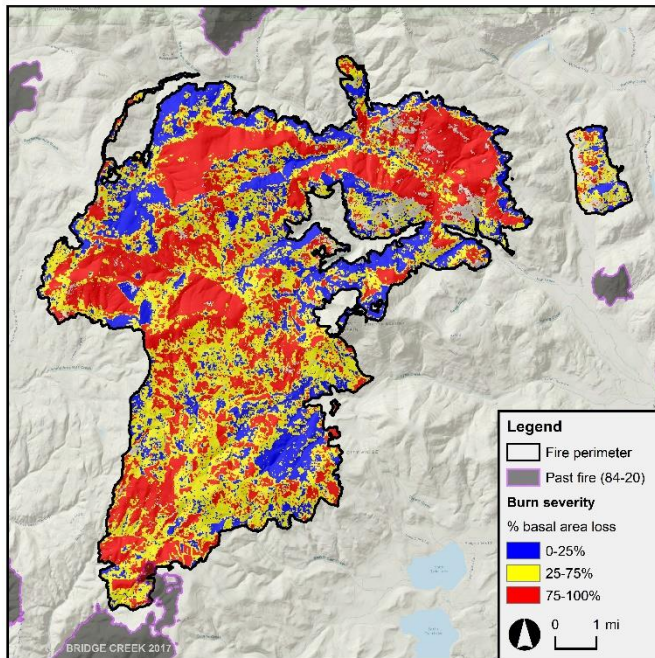 Legend
Fire perimeter
Past fire (84-20)
Burn severity
% basal area loss
0-25%
25-75%
75-100%
0 1 mi
BRIDGE CREEK 2017